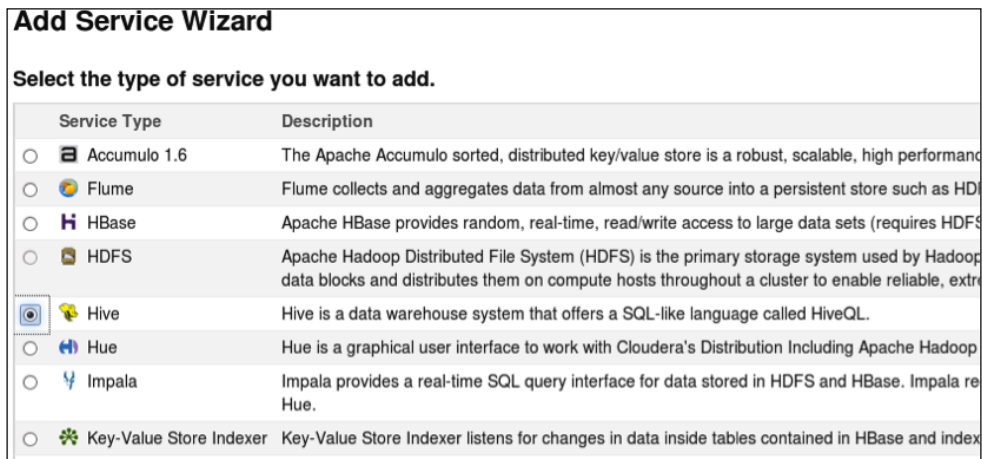 Add Service Wizard
Select the type of service you want to add.
Service Type Description
Accumulo 1.6 The Apache Accumulo sorted, distributed key/value store is a robust, scalable, high
Flume Flume collects and aggregates data from almost any source into a persistent store such as
HBase Apache HBase provides random, real-time, read/write access to large data sets (requires HDFS
HDFS Apache Hadoop Distributed File System (HDFS) is the primary storage system used by Hadoop
data blocks and distributes them on compute hosts throughout a cluster to enable reliable,
Hive Hive is a data warehouse system that offers a SQL-like language called HiveQL.
Hue Hue is a graphical user interface to work with Cloudera's Distribution Including Apache Hadoop
Impala Impala provides a real-time SQL query interface for data stored in HDFS and HBase. Impala re
Hue.
Key-Value Store Indexer Key-Value Store Indexer listens for changes in data inside tables contained in HBase and index